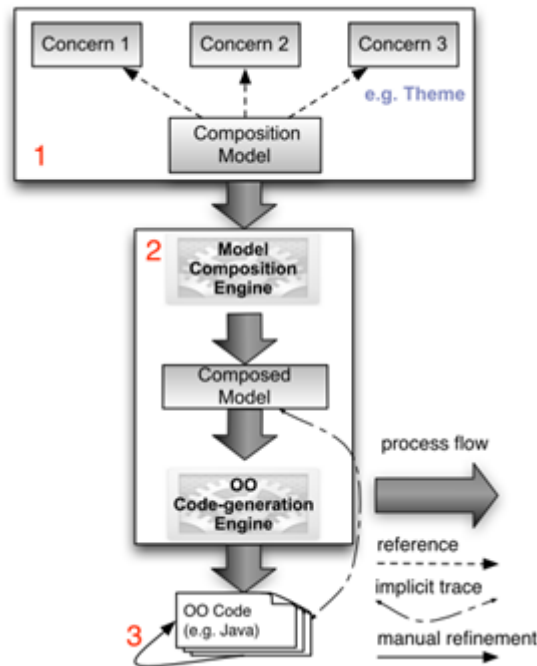 Concern 1
Concern 2
Concern 3
e.g. Theme
Composition
Model
1
2
Model
Composition
Engine
Composed
Model
OO
Code-generation
Engine
process flow
reference
implicit trace
manual refinement
3
OO Code
(e.g. Java)